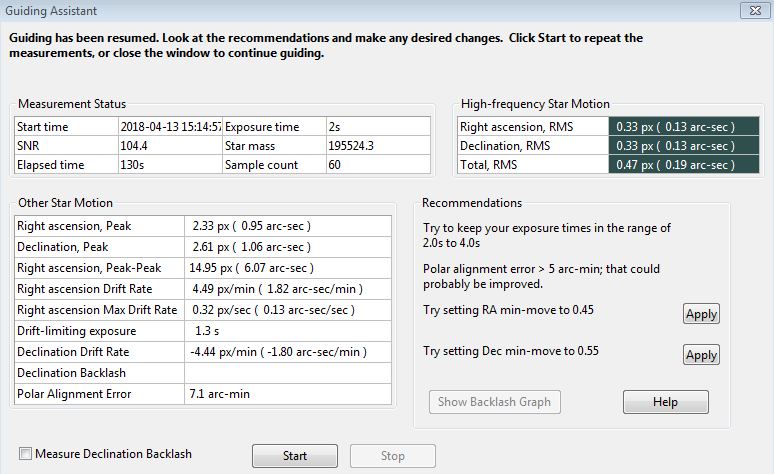 Guiding Assistant
Guiding has been resumed. Look at the recommendations and make any desired changes.  Click Start to repeat the
measurements, or close the window to continue guiding.
Measurement Status
Start time 2018-04-13 15:14:57 Exposure time 2s
SNR 104.4 Star mass 195524.3
Elapsed time 130s Sample count 60
High-frequency Star Motion
Right ascension, RMS 0.33 px ( 0.13 arc-sec )
Declination, RMS 0.33 px ( 0.13 arc-sec )
Total, RMS 0.47 px ( 0.19 arc-sec )
Other Star Motion
Right ascension, Peak 2.33 px ( 0.95 arc-sec )
Declination, Peak 2.61 px ( 1.06 arc-sec )
Right ascension, Peak-Peak 14.95 px ( 6.07 arc-sec )
Right ascension Drift Rate 4.49 px/min ( 1.82 arc-sec/min )
Right ascension Max Drift Rate 0.32 px/sec ( 0.13 arc-sec/sec )
Drift-limiting exposure 1.3 s
Declination Drift Rate -4.44 px/min ( -1.80 arc-sec/min )
Declination Backlash
Polar Alignment Error 7.1 arc-min
Recommendations
Try to keep your exposure times in the range of
2.0s to 4.0s
Polar alignment error > 5 arc-min; that could
probably be improved.
Try setting RA min-move to 0.45 Apply
Try setting Dec min-move to 0.55 Apply
Show Backlash Graph Help
Measure Declination Backlash Start Stop